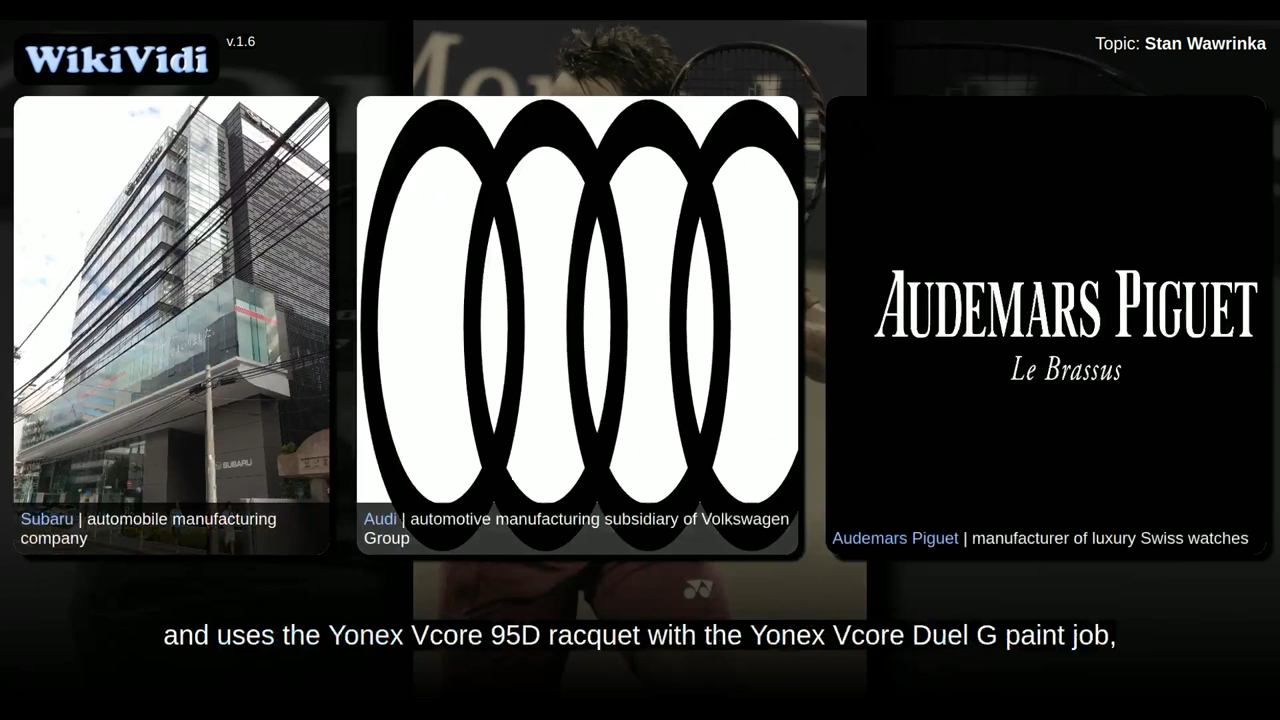 WikiVidi
v.1.6
Topic: Stan Wawrinka
SUBARU
AUDEMARS PIGUET
Le Brassus
Subaru | automobile manufacturing
company
Audi | automotive manufacturing subsidiary of Volkswagen
Group
Audemars Piguet | manufacturer of luxury Swiss watches
and uses the Yonex Vcore 95D racquet with the Yonex Vcore Duel G paint job,